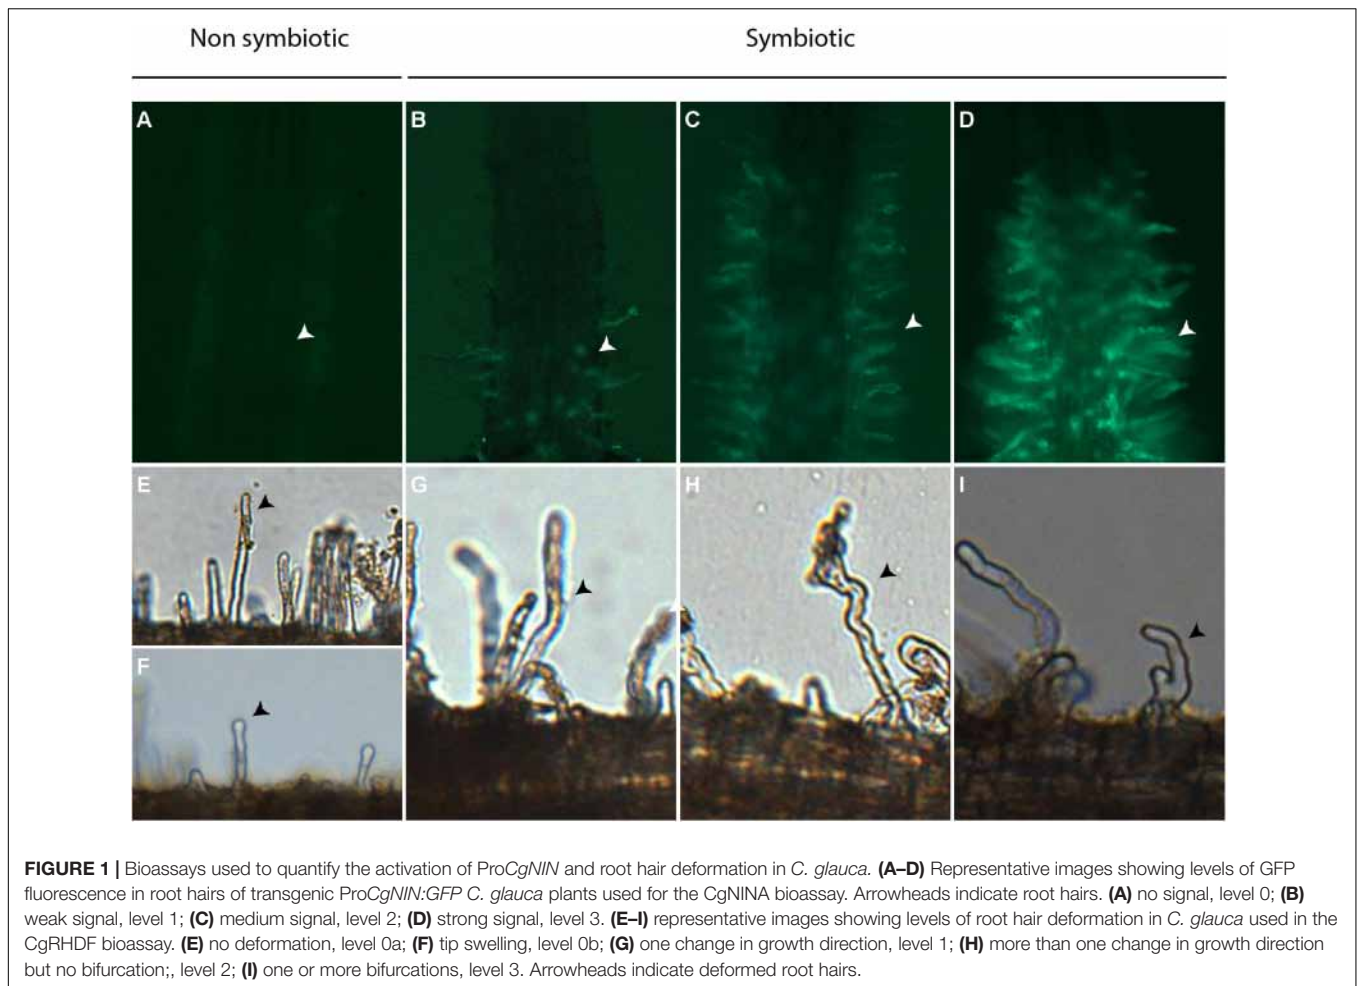 Non symbiotic
Symbiotic
A
B
C
D
E
F
G
H
I
FIGURE 1 | Bioassays used to quantify the activation of ProCgNIN and root hair deformation in C. glauca. (A–D) Representative images showing levels of GFP
fluorescence in root hairs of transgenic ProCgNIN:GFP C. glauca plants used for the CgNINA bioassay. Arrowheads indicate root hairs. (A) no signal, level 0; (B)
weak signal, level 1; (C) medium signal, level 2; (D) strong signal, level 3. (E–I) representative images showing levels of root hair deformation in C. glauca used in the
CgRHDF bioassay. (E) no deformation, level 0a; (F) tip swelling, level 0b; (G) one change in growth direction, level 1; (H) more than one change in growth direction
but no bifurcation;, level 2; (I) one or more bifurcations, level 3. Arrowheads indicate deformed root hairs.